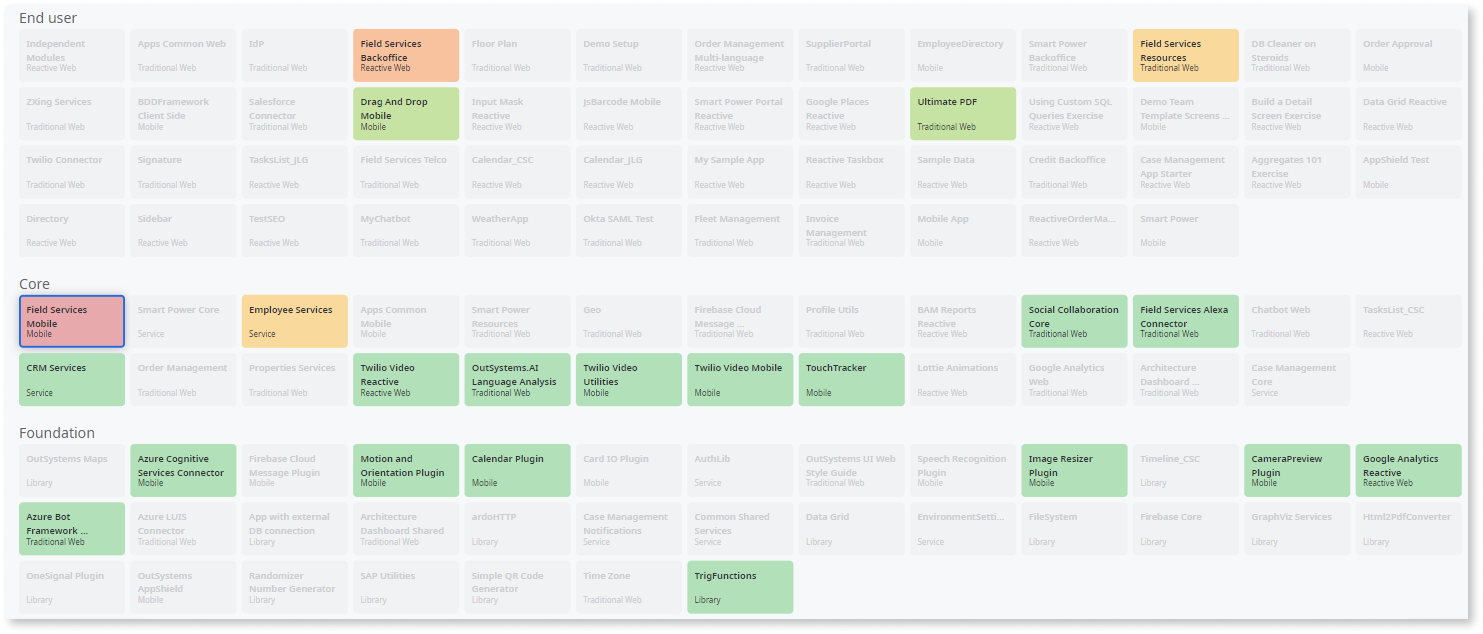 End user
Independent Modules
Reactive Web
Apps Common Web
Traditional Web
IdP
Traditional Web
Field Services Backoffice
Reactive Web
Floor Plan
Traditional Web
Demo Setup
Traditional Web
Order Management Multi-language
Traditional Web
SupplierPortal
Traditional Web
EmployeeDirectory
Mobile
Smart Power Backoffice
Traditional Web
Field Services Resources
Traditional Web
DB Cleaner on Steroids
Traditional Web
Order Approval
Mobile
ZXing Services
Traditional Web
BDDFramework Client Side
Mobile
Salesforce Connector
Traditional Web
Drag And Drop Mobile
Mobile
Input Mask Reactive
Reactive Web
JsBarcode Mobile
Reactive Web
Smart Power Portal Reactive
Reactive Web
Google Places Reactive
Reactive Web
Ultimate PDF
Traditional Web
Using Custom SQL Queries Exercise
Reactive Web
Demo Team Template Screens ...
Mobile
Build a Detail Screen Exercise
Reactive Web
Data Grid Reactive
Reactive Web
Twilio Connector
Traditional Web
Signature
Traditional Web
TasksList_JLG
Reactive Web
Field Services Telco
Traditional Web
Calendar_CSC
Reactive Web
Calendar_JLG
Reactive Web
My Sample App
Reactive Web
Reactive Taskbox
Reactive Web
Sample Data
Traditional Web
Credit Backoffice
Traditional Web
Case Management App Starter
Reactive Web
Aggregates 101 Exercise
Reactive Web
AppShield Test
Mobile
Directory
Reactive Web
Sidebar
Reactive Web
TestSEO
Reactive Web
MyChatbot
Traditional Web
WeatherApp
Traditional Web
Okta SAML Test
Traditional Web
Fleet Management
Traditional Web
Invoice Management
Traditional Web
Mobile App
Mobile
ReactiveOrderMa...
Reactive Web
Smart Power
Mobile
Core
Field Services Mobile
Mobile
Smart Power Core
Service
Employee Services
Service
Apps Common Mobile
Mobile
Smart Power Resources
Traditional Web
Geo
Traditional Web
Firebase Cloud Message ...
Traditional Web
Profile Utils
Traditional Web
BAM Reports Reactive
Reactive Web
Social Collaboration Core
Traditional Web
Field Services Alexa Connector
Traditional Web
Chatbot Web
Traditional Web
TasksList_CSC
Reactive Web
CRM Services
Service
Order Management
Traditional Web
Properties Services
Traditional Web
Twilio Video Reactive
Reactive Web
OutSystems.AI Language Analysis
Traditional Web
Twilio Video Utilities
Mobile
Twilio Video Mobile
Mobile
TouchTracker
Mobile
Lottie Animations
Reactive Web
Google Analytics Web
Traditional Web
Architecture Dashboard ...
Traditional Web
Case Management Core
Service
Foundation
OutSystems Maps
Library
Azure Cognitive Services Connector
Mobile
Firebase Cloud Message Plugin
Mobile
Motion and Orientation Plugin
Mobile
Calendar Plugin
Mobile
Card IO Plugin
Mobile
AuthLib
Service
OutSystems UI Web Style Guide
Traditional Web
Speech Recognition Plugin
Mobile
Image Resizer Plugin
Mobile
Timeline_CSC
Library
CameraPreview Plugin
Mobile
Google Analytics Reactive
Reactive Web
Azure Bot Framework ...
Traditional Web
Azure LUIS Connector
Traditional Web
App with external DB connection
Library
Architecture Dashboard Shared
Traditional Web
ardoHTTP
Library
Case Management Notifications
Service
Common Shared Services
Service
Data Grid
Library
EnvironmentSetti...
Service
FileSystem
Library
Firebase Core
Library
GraphViz Services
Library
Html2PdfConverter
Library
OneSignal Plugin
Library
OutSystems AppShield
Mobile
Randomizer Number Generator
Library
SAP Utilities
Library
Simple QR Code Generator
Library
Time Zone
Traditional Web
TrigFunctions
Library